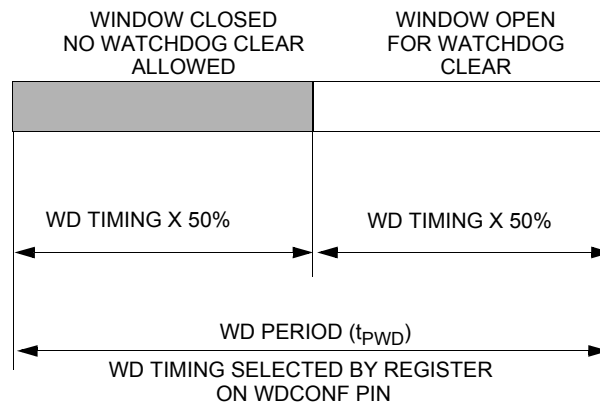 WINDOW CLOSED
NO WATCHDOG CLEAR
ALLOWED
WINDOW OPEN
FOR WATCHDOG
CLEAR
WD TIMING X 50%
WD TIMING X 50%
WD PERIOD (tPWD)
WD TIMING SELECTED BY REGISTER
ON WDCONF PIN